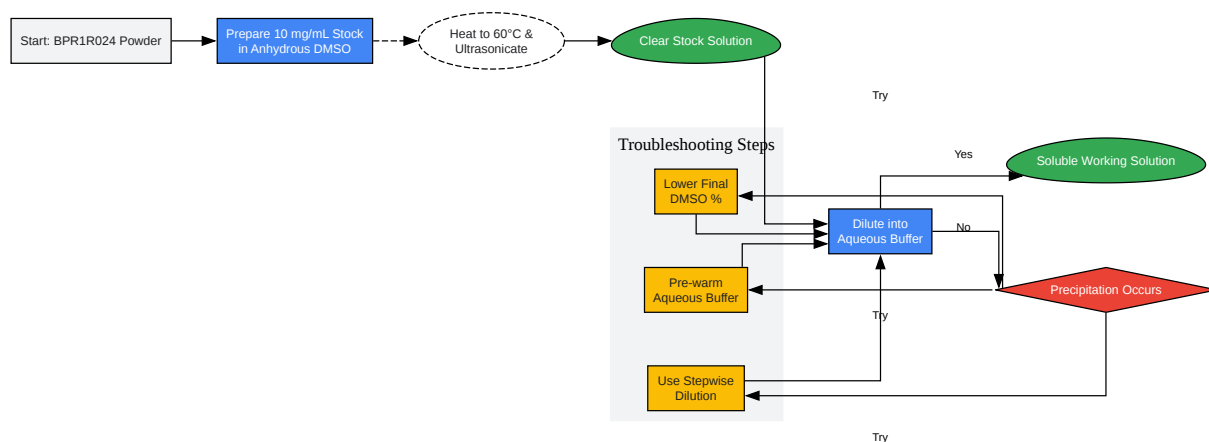 Start: BPR1R024 Powder
Prepare 10 mg/mL Stock
in Anhydrous DMSO
Heat to 60°C &
Ultrasonicate
Clear Stock Solution
Try
Troubleshooting Steps
Yes
Soluble Working Solution
Lower Final
DMSO %
Dilute into
Aqueous Buffer
No
Pre-warm
Aqueous Buffer
Precipitation Occurs
Try
Use Stepwise
Dilution
Try